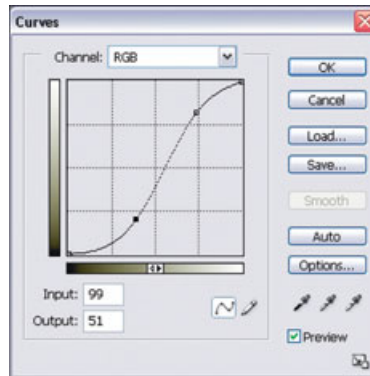 Curves
Channel: RGB
OK
Cancel
Load...
Save...
Smooth
Auto
Options...
Input: 99
Output: 51
Preview